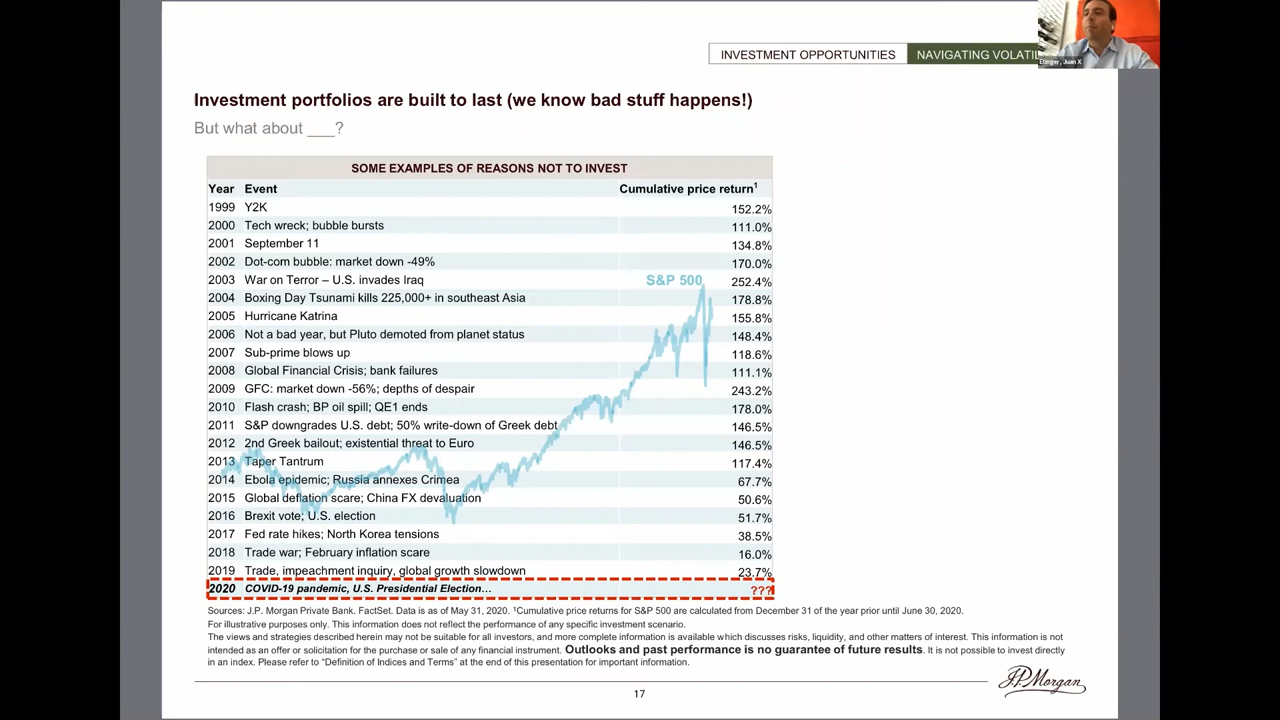 INVESTMENT OPPORTUNITIES NAVIGATING
Etinger, Juan X
Investment portfolios are built to last (we know bad stuff happens!)
But what about ___?
SOME EXAMPLES OF REASONS NOT TO INVEST
Year Event Cumulative price return¹
1999 Y2K 152.2%
2000 Tech wreck; bubble bursts 111.0%
2001 September 11 134.8%
2002 Dot-com bubble: market down -49% 170.0%
2003 War on Terror – U.S. invades Iraq 252.4%
S&P 500
2004 Boxing Day Tsunami kills 225,000+ in southeast Asia 178.8%
2005 Hurricane Katrina 155.8%
2006 Not a bad year, but Pluto demoted from planet status 148.4%
2007 Sub-prime blows up 118.6%
2008 Global Financial Crisis; bank failures 111.1%
2009 GFC: market down -56%; depths of despair 243.2%
2010 Flash crash; BP oil spill; QE1 ends 178.0%
2011 S&P downgrades U.S. debt; 50% write-down of Greek debt 146.5%
2012 2nd Greek bailout; existential threat to Euro 146.5%
2013 Taper Tantrum 117.4%
2014 Ebola epidemic; Russia annexes Crimea 67.7%
2015 Global deflation scare; China FX devaluation 50.6%
2016 Brexit vote; U.S. election 51.7%
2017 Fed rate hikes; North Korea tensions 38.5%
2018 Trade war; February inflation scare 16.0%
2019 Trade, impeachment inquiry, global growth slowdown 23.7%
2020 COVID-19 pandemic, U.S. Presidential Election… ???
Sources: J.P. Morgan Private Bank. FactSet. Data is as of May 31, 2020. ¹Cumulative price returns for S&P 500 are calculated from December 31 of the year prior until June 30, 2020.
For illustrative purposes only. This information does not reflect the performance of any specific investment scenario.
The views and strategies described herein may not be suitable for all investors, and more complete information is available which discusses risks, liquidity, and other matters of interest. This information is not
intended as an offer or solicitation for the purchase or sale of any financial instrument. Outlooks and past performance is no guarantee of future results. It is not possible to invest directly
in an index. Please refer to “Definition of Indices and Terms” at the end of this presentation for important information.
J.P.Morgan
17